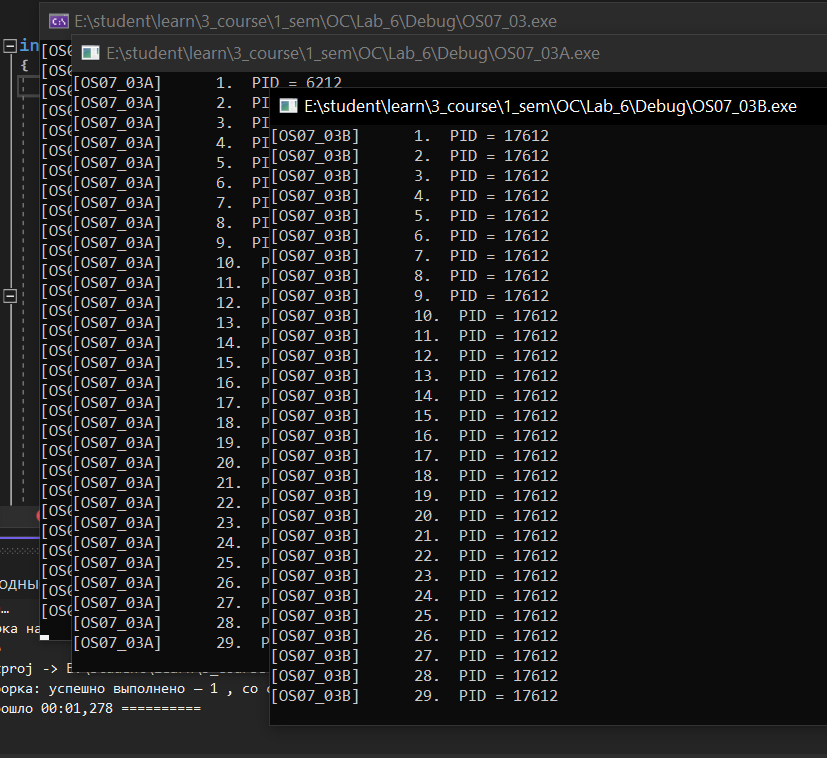 E:\student\learn\3_course\1_sem\OC\Lab_6\Debug\OS07_03.exe
in
{
E:\student\learn\3_course\1_sem\OC\Lab_6\Debug\OS07_03A.exe
[OS07_03A] 1. PID = 6212
[OS07_03A] 2. PI
[OS07_03A] 3. PI
[OS07_03A] 4. PI
[OS07_03A] 5. PI
[OS07_03A] 6. PI
[OS07_03A] 7. PI
[OS07_03A] 8. PI
[OS07_03A] 9. PI
[OS07_03A] 10. P
[OS07_03A] 11. P
[OS07_03A] 12. P
[OS07_03A] 13. P
[OS07_03A] 14. P
[OS07_03A] 15. P
[OS07_03A] 16. P
[OS07_03A] 17. P
[OS07_03A] 18. P
[OS07_03A] 19. P
[OS07_03A] 20. P
[OS07_03A] 21. P
[OS07_03A] 22. P
[OS07_03A] 23. P
[OS07_03A] 24. P
[OS07_03A] 25. P
[OS07_03A] 26. P
[OS07_03A] 27. P
[OS07_03A] 28. P
[OS07_03A] 29. P
E:\student\learn\3_course\1_sem\OC\Lab_6\Debug\OS07_03B.exe
[OS07_03B] 1. PID = 17612
[OS07_03B] 2. PID = 17612
[OS07_03B] 3. PID = 17612
[OS07_03B] 4. PID = 17612
[OS07_03B] 5. PID = 17612
[OS07_03B] 6. PID = 17612
[OS07_03B] 7. PID = 17612
[OS07_03B] 8. PID = 17612
[OS07_03B] 9. PID = 17612
[OS07_03B] 10. PID = 17612
[OS07_03B] 11. PID = 17612
[OS07_03B] 12. PID = 17612
[OS07_03B] 13. PID = 17612
[OS07_03B] 14. PID = 17612
[OS07_03B] 15. PID = 17612
[OS07_03B] 16. PID = 17612
[OS07_03B] 17. PID = 17612
[OS07_03B] 18. PID = 17612
[OS07_03B] 19. PID = 17612
[OS07_03B] 20. PID = 17612
[OS07_03B] 21. PID = 17612
[OS07_03B] 22. PID = 17612
[OS07_03B] 23. PID = 17612
[OS07_03B] 24. PID = 17612
[OS07_03B] 25. PID = 17612
[OS07_03B] 26. PID = 17612
[OS07_03B] 27. PID = 17612
[OS07_03B] 28. PID = 17612
[OS07_03B] 29. PID = 17612
одны
…
рка на
proj -> E
орка: успешно выполнено — 1 , со
ошло 00:01,278 ==========